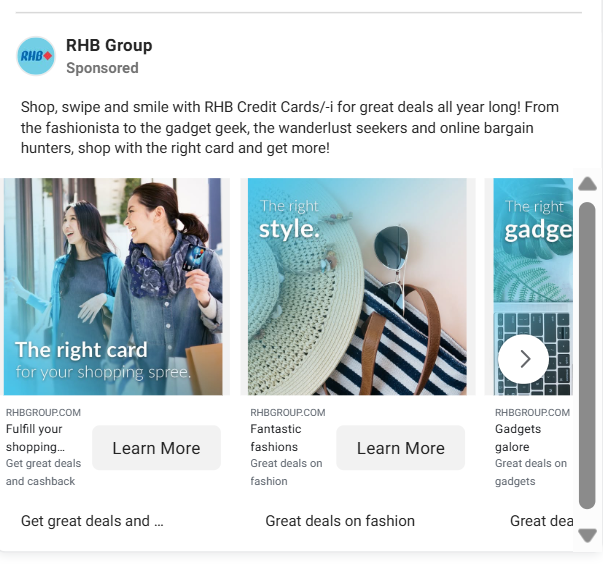 RHB
RHB Group
Sponsored
Shop, swipe and smile with RHB Credit Cards/-i for great deals all year long! From
the fashionista to the gadget geek, the wanderlust seekers and online bargain
hunters, shop with the right card and get more!
The right card
for your shopping spree.
The right
style.
The right
gadge
RHBGROUP.COM
Fulfill your
shopping...
Get great deals
and cashback
Learn More
RHBGROUP.COM
Fantastic
fashions
Great deals on
fashion
Learn More
RHBGROUP.COM
Gadgets
galore
Great deals on
gadgets
Get great deals and ...
Great deals on fashion
Great dea